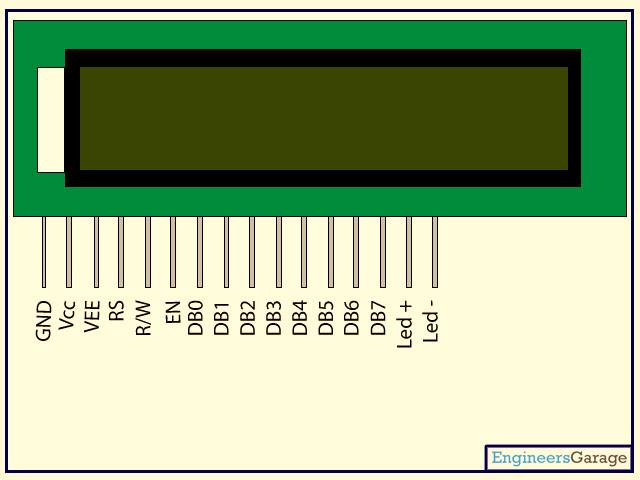 GND
Vcc
VEE
RS
R/W
EN
DB0
DB1
DB2
DB3
DB4
DB5
DB6
DB7
Led +
Led -
EngineersGarage